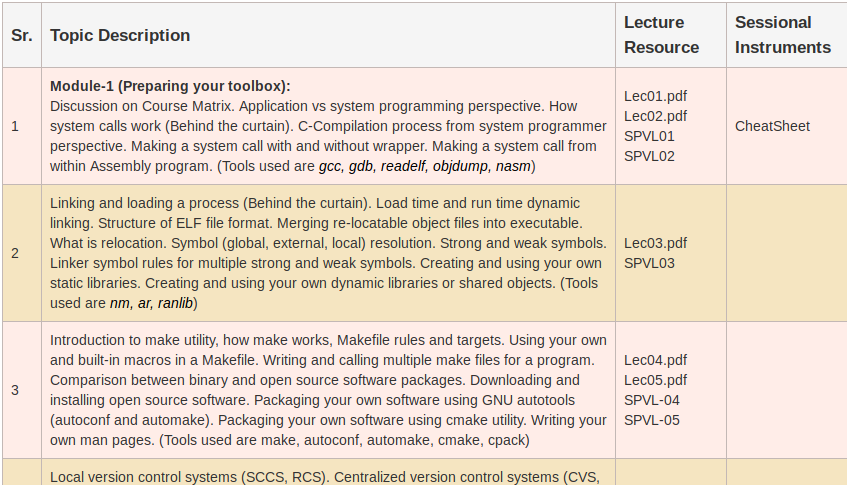 Sr.
Topic Description
Lecture
Resource
Sessional
Instruments
1
Module-1 (Preparing your toolbox):
Discussion on Course Matrix. Application vs system programming perspective. How
system calls work (Behind the curtain). C-Compilation process from system programmer
perspective. Making a system call with and without wrapper. Making a system call from
within Assembly program. (Tools used are gcc, gdb, readelf, objdump, nasm)
Lec01.pdf
Lec02.pdf
SPVL01
SPVL02
CheatSheet
2
Linking and loading a process (Behind the curtain). Load time and run time dynamic
linking. Structure of ELF file format. Merging re-locatable object files into executable.
What is relocation. Symbol (global, external, local) resolution. Strong and weak symbols.
Linker symbol rules for multiple strong and weak symbols. Creating and using your own
static libraries. Creating and using your own dynamic libraries or shared objects. (Tools
used are nm, ar, ranlib)
Lec03.pdf
SPVL03
3
Introduction to make utility, how make works, Makefile rules and targets. Using your own
and built-in macros in a Makefile. Writing and calling multiple make files for a program.
Comparison between binary and open source software packages. Downloading and
installing open source software. Packaging your own software using GNU autotools
(autoconf and automake). Packaging your own software using cmake utility. Writing your
own man pages. (Tools used are make, autoconf, automake, cmake, cpack)
Lec04.pdf
Lec05.pdf
SPVL-04
SPVL-05
Local version control systems (SCCS, RCS). Centralized version control systems (CVS,